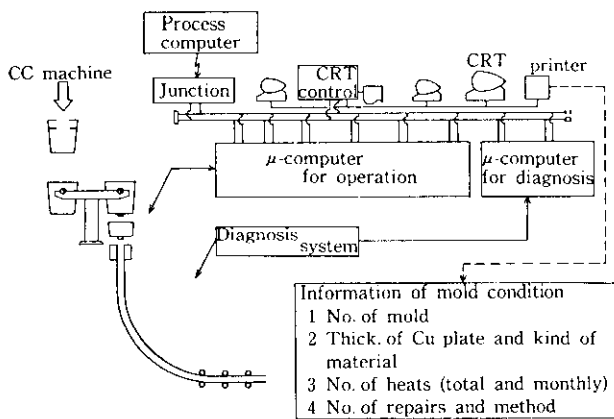 Process
computer
CC machine
Junction
CRT
control
CRT
printer
μ-computer
for operation
μ-computer
for diagnosis
Diagnosis
system
Information of mold condition
1 No. of mold
2 Thick. of Cu plate and kind of
material
3 No. of heats (total and monthly)
4 No. of repairs and method